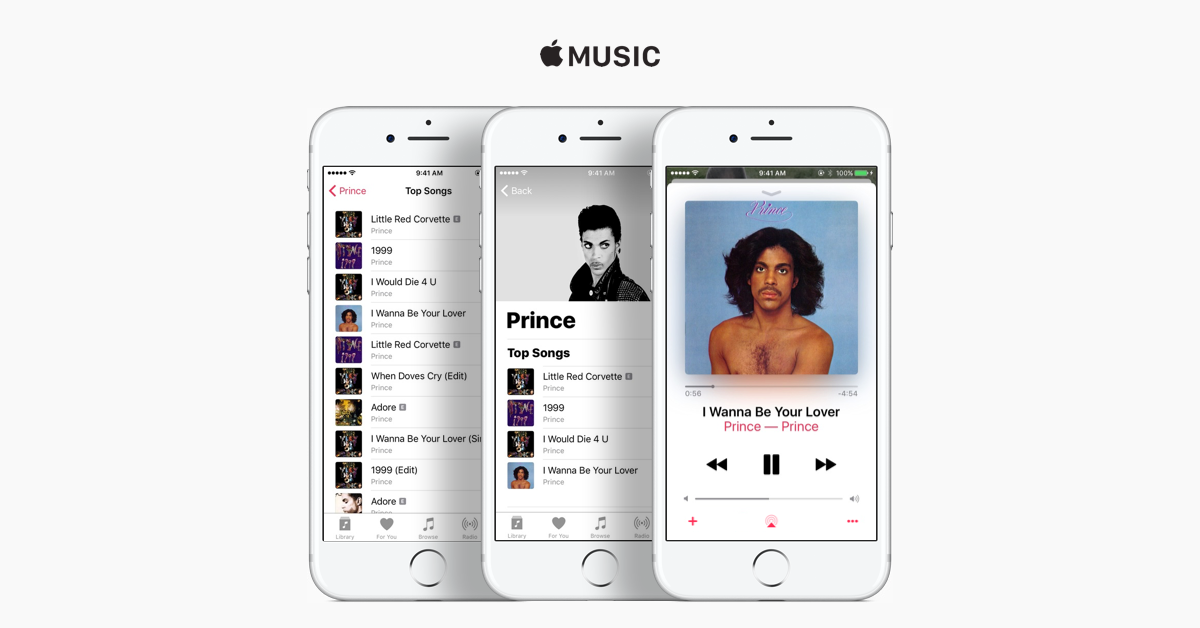 MUSIC
9:41 AM
Prince
Top Songs
Little Red Corvette E
Prince
1999
Prince
I Would Die 4 U
Prince
I Wanna Be Your Lover
Prince
Little Red Corvette E
Prince
When Doves Cry (Edit)
Prince
Adore E
Prince
I Wanna Be Your Lover (Si
Prince
1999 (Edit)
Prince
Adore E
Library
For You
Browse
Radio
9:41 AM
Back
Prince
Top Songs
Little Red Corvette E
Prince
1999
Prince
I Would Die 4 U
Prince
I Wanna Be Your Lover
Prince
Library
For You
Browse
Radio
9:41 AM
100%
Prince
0:56
-4:54
I Wanna Be Your Lover
Prince — Prince